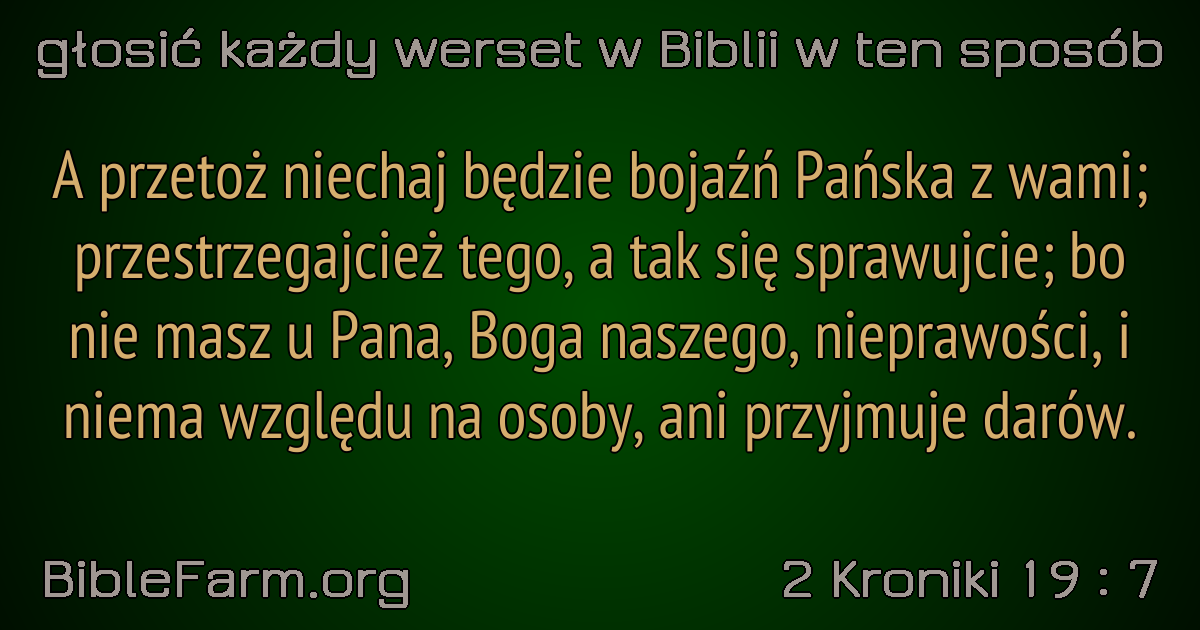 głosić każdy werset w Biblii w ten sposób
A przetoż niechaj będzie bojaźń Pańska z wami;
przestrzegajcież tego, a tak się sprawujcie; bo
nie masz u Pana, Boga naszego, nieprawości, i
niema względu na osoby, ani przyjmuje darów.
BibleFarm.org
2 Kroniki 19 : 7